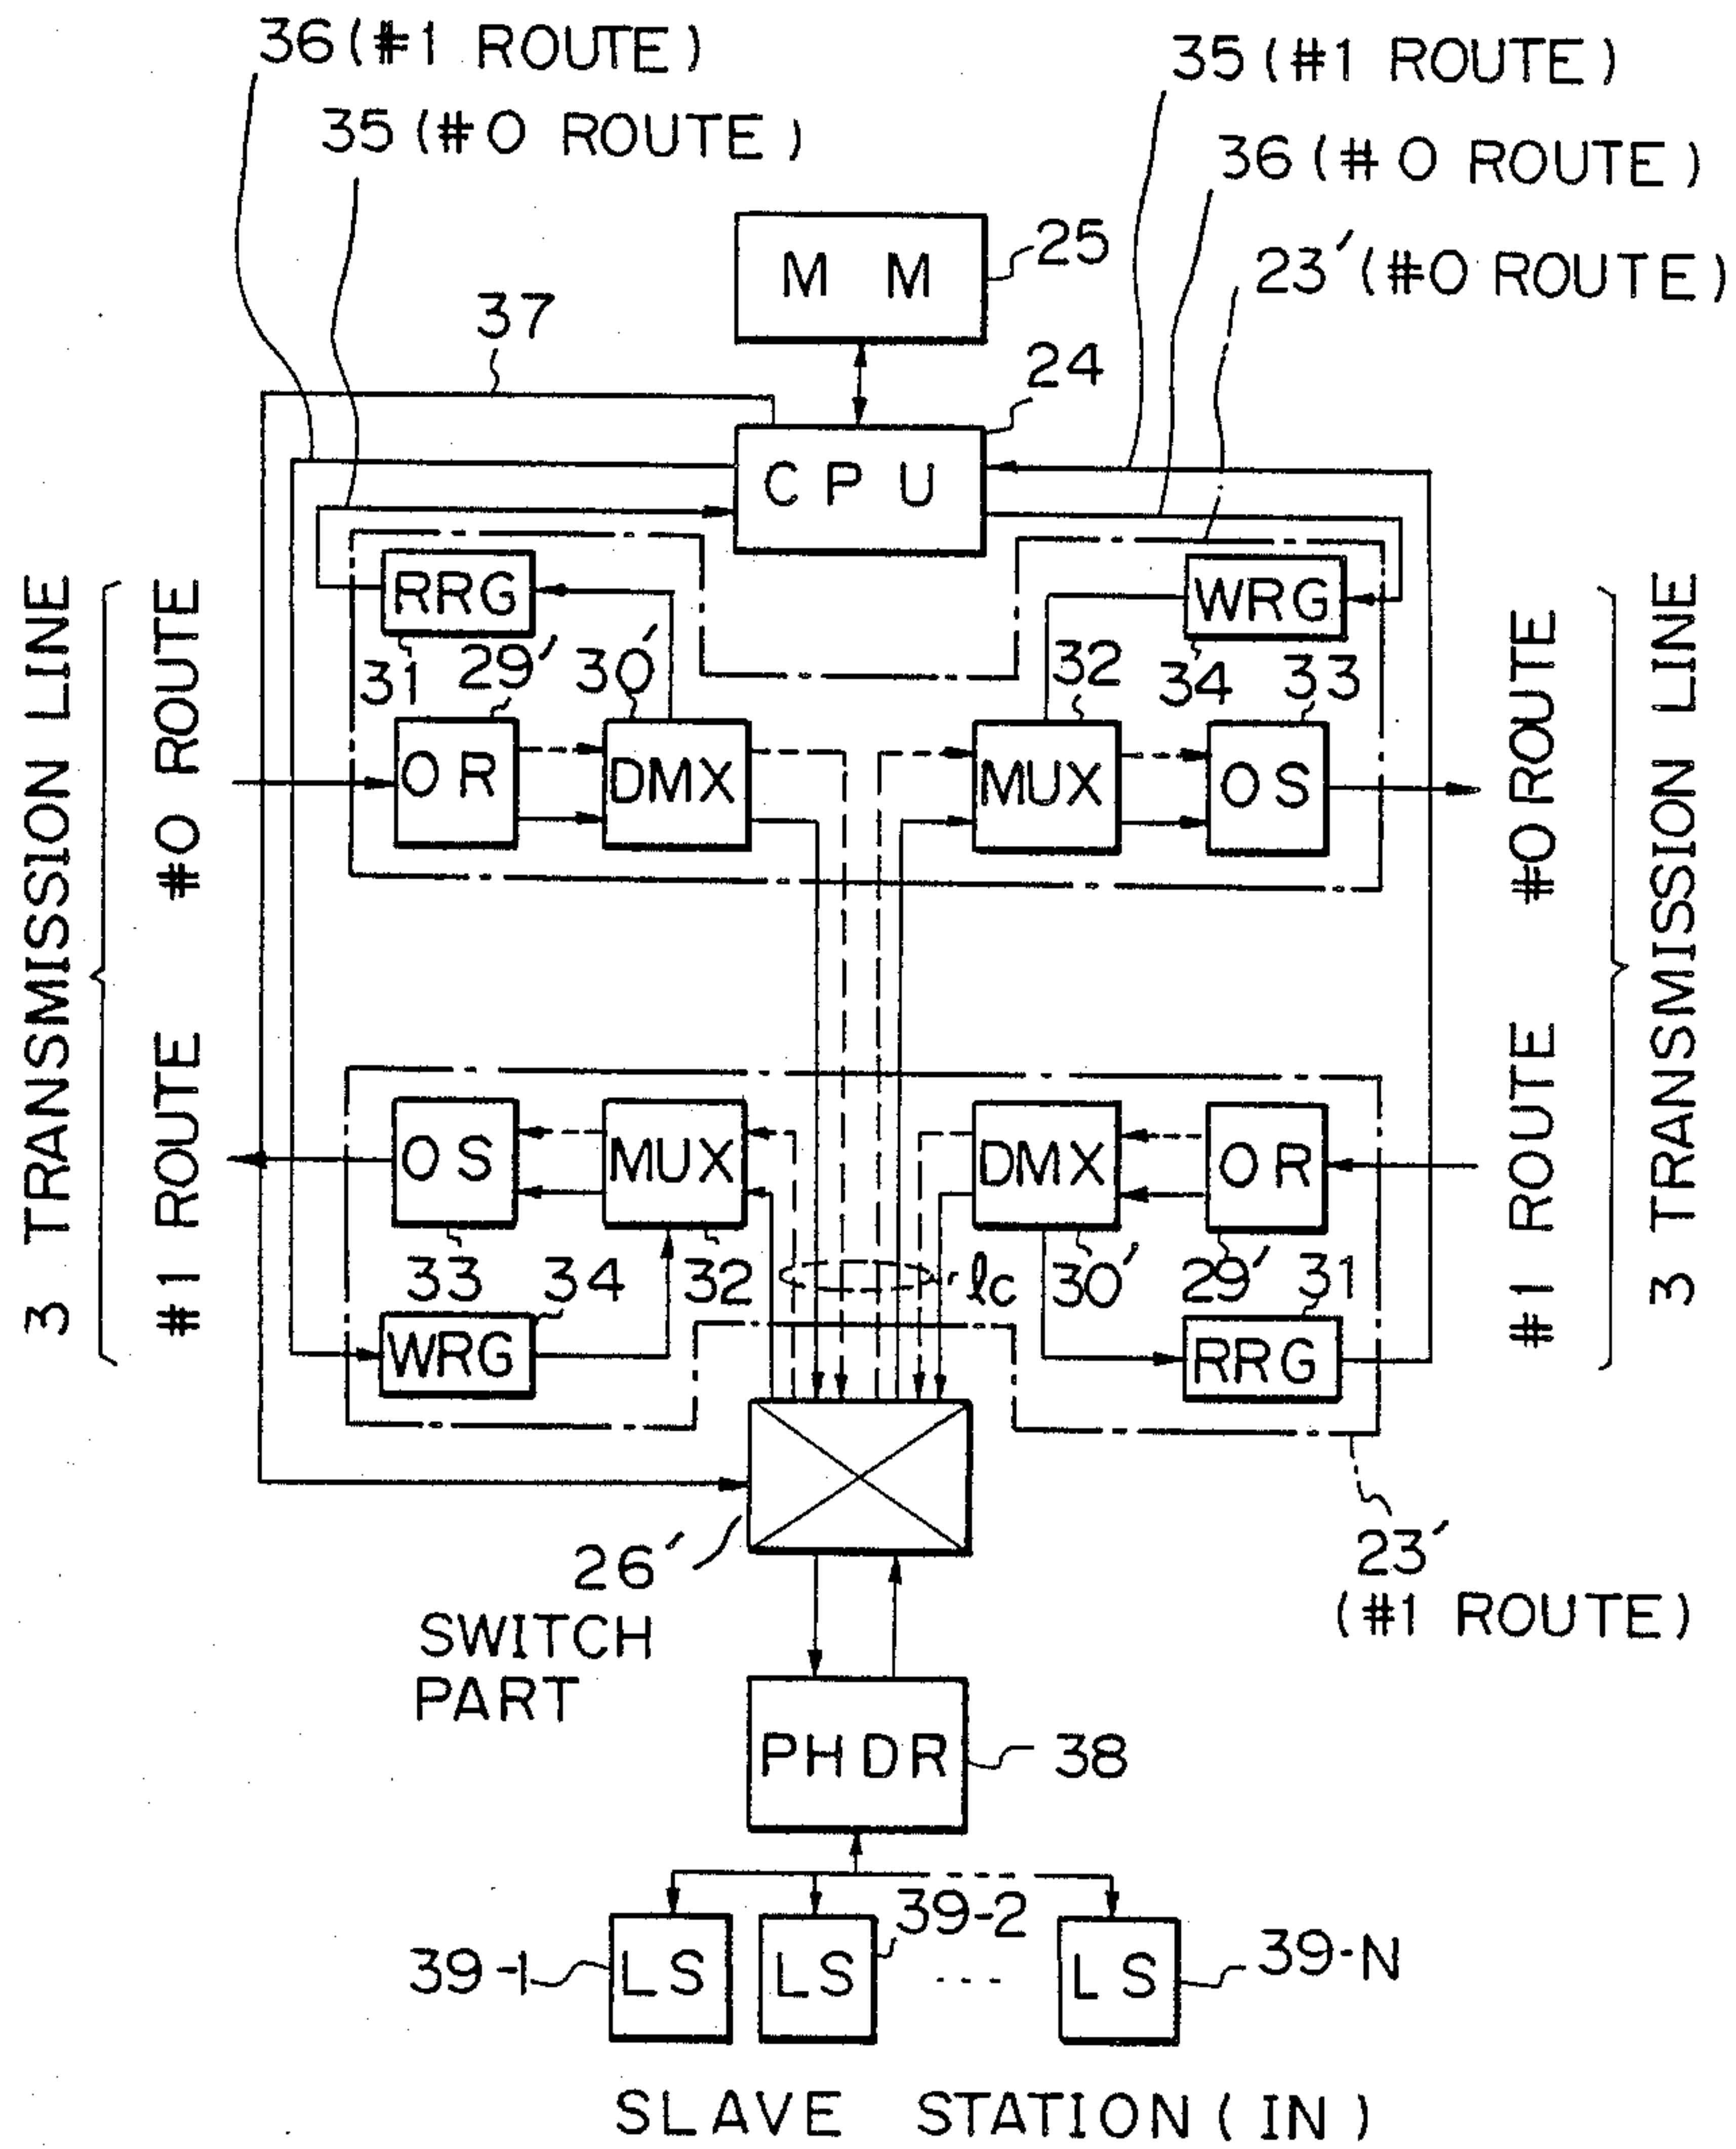 36 (#1 ROUTE)
35 (#1 ROUTE)
35 (#0 ROUTE)
36 (#0 ROUTE)
23' (#0 ROUTE)
M M
25
37
24
CPU
3 TRANSMISSION LINE
#0 ROUTE
#1 ROUTE
RRG
31
29'
30'
OR
DMX
WRG
32
34
33
MUX
OS
#0 ROUTE
#1 ROUTE
3 TRANSMISSION LINE
OS
MUX
DMX
OR
33
34
32
lc
30'
29'
31
WRG
RRG
26'
SWITCH
PART
23'
(#1 ROUTE)
PHDR
38
39-1
LS
LS
39-2
...
LS
39-N
SLAVE STATION (IN)